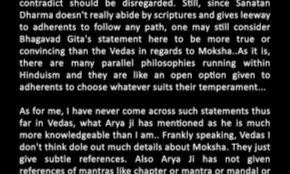 contradict should be disregarded. Still, since Sanatan
Dharma doesn't really abide by scriptures and gives leeway
to adherents to follow any path, one may still consider
Bhagavad Gita's statement here to be more true or
convincing than the Vedas in regards to Moksha..As it is,
there are many parallel philosophies running within
Hinduism and they are like an open option given to
adherents to choose whatever suits their temperament...
As for me, I have never come across such statements thus
far in Vedas, what Arya ji has mentioned as he is much
more knowledgeable than I am.. Frankly speaking, Vedas I
don't think dole out much details about Moksha. They just
give subtle references. Also Arya Ji has not given
references of mantras like chapter or mantra or mandal or